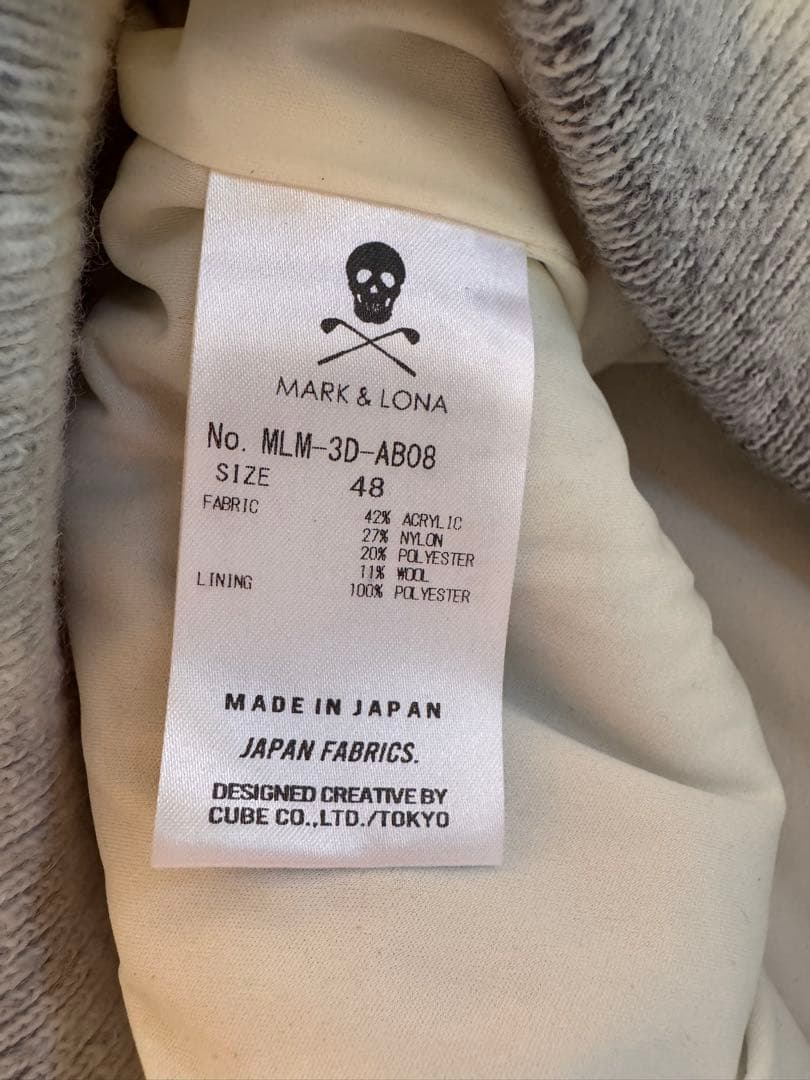 MARK & LONA
No. MLM-3D-AB08
SIZE 48
FABRIC 42% ACRYLIC
27% NYLON
20% POLYESTER
11% WOOL
LINING 100% POLYESTER
MADE IN JAPAN
JAPAN FABRICS.
DESIGNED CREATIVE BY
CUBE CO.,LTD./TOKYO